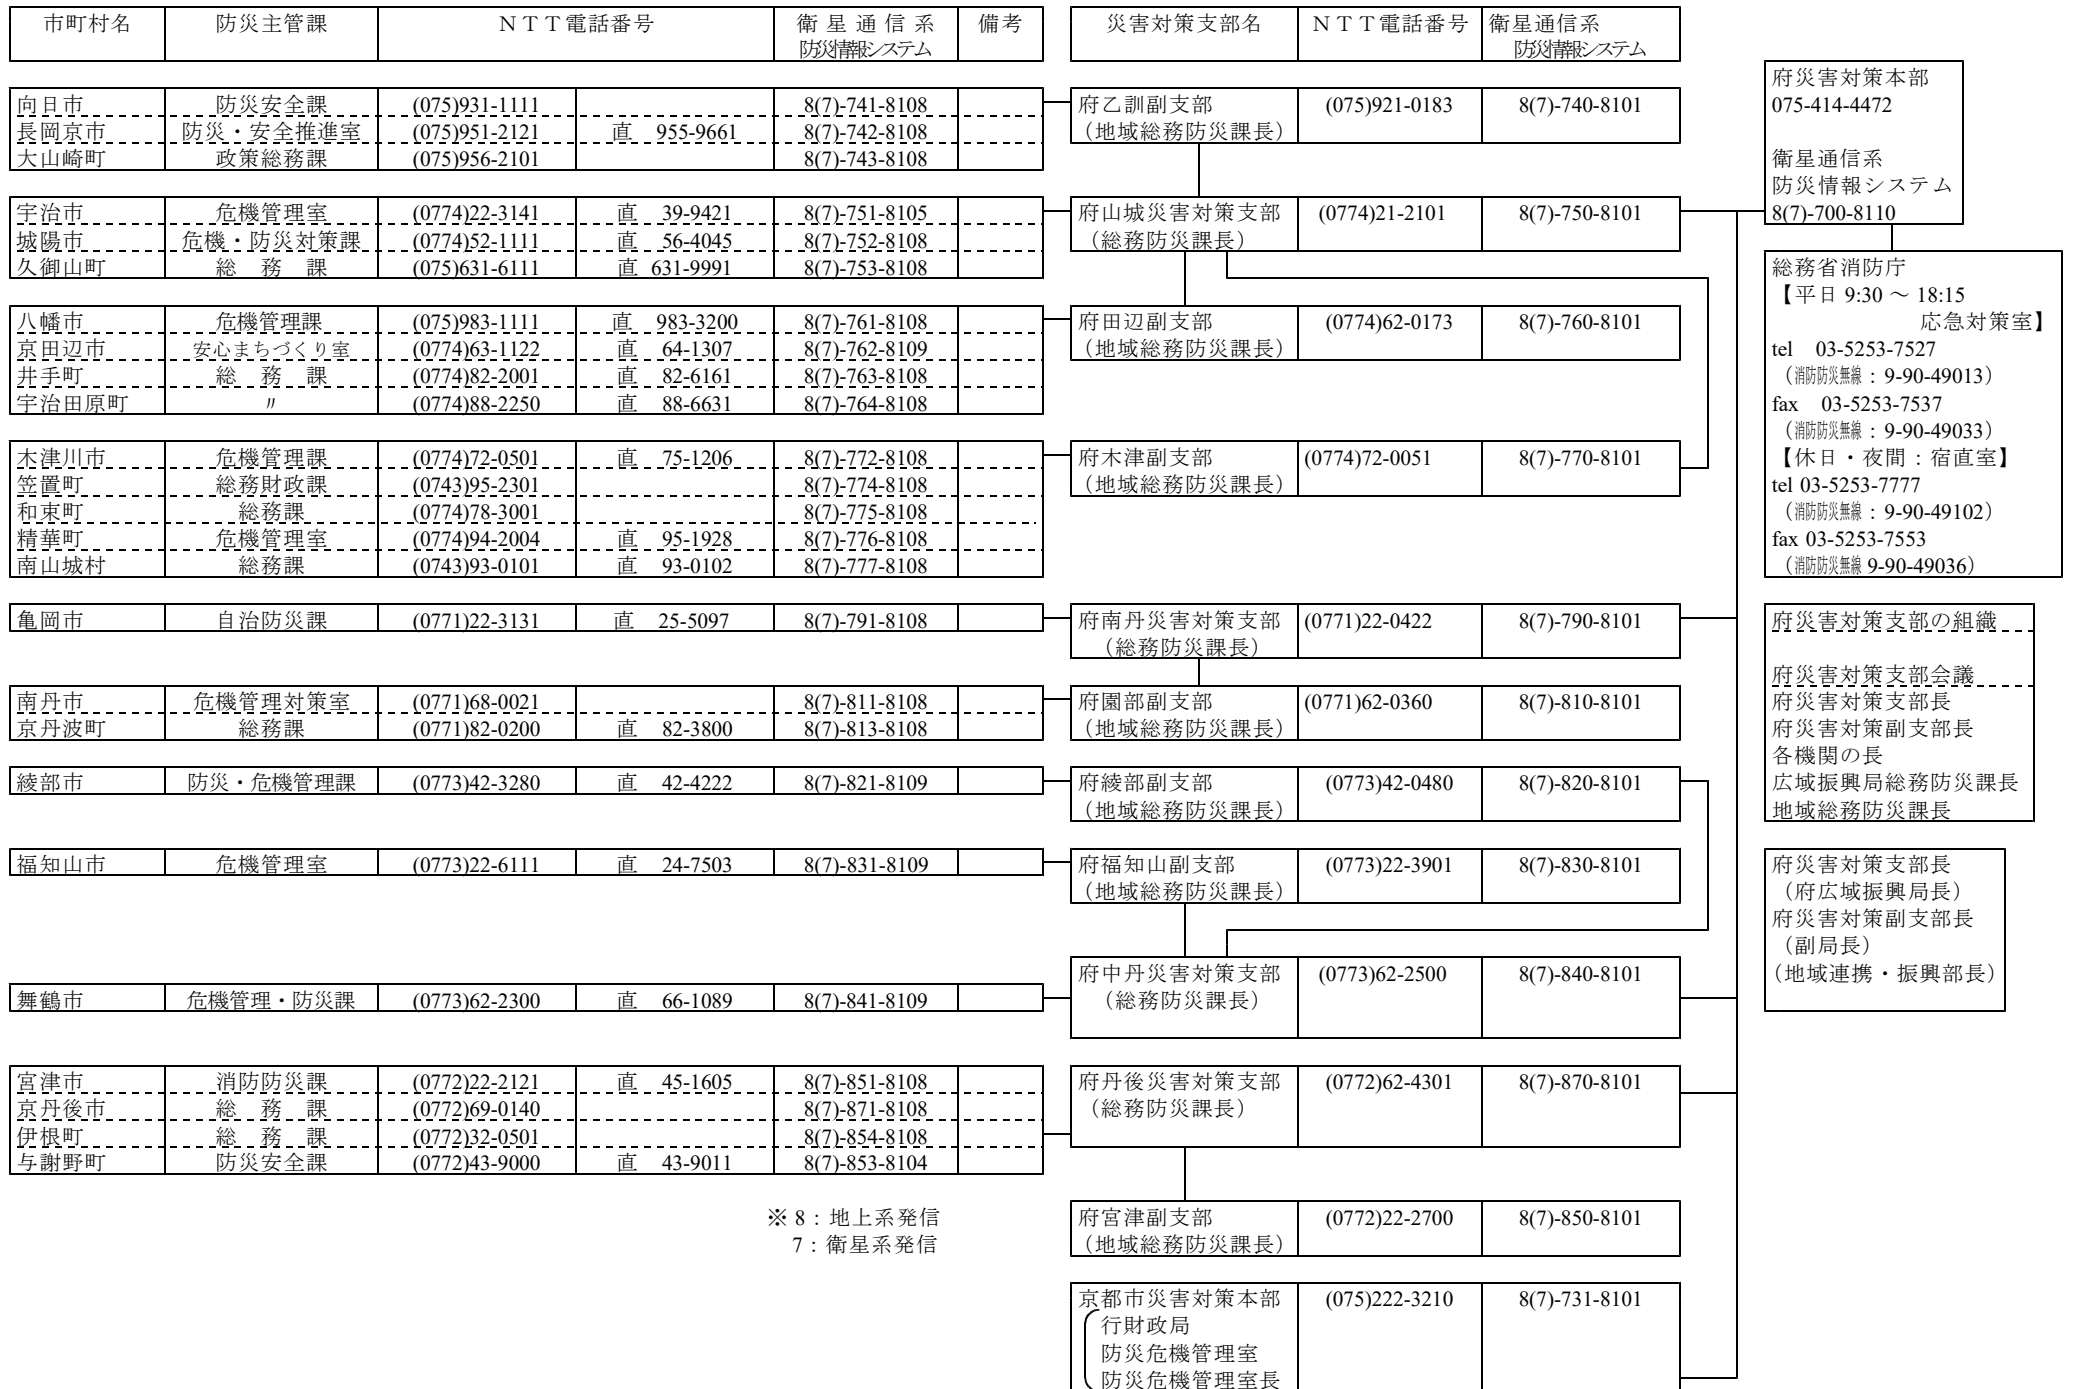 市町村名 防災主管課 ＮＴＴ電話番号 衛星通信系 備考
防災情報システム
向日市 防災安全課 (075)931-1111 8(7)-741-8108
長岡京市 防災・安全推進室 (075)951-2121 直 955-9661 8(7)-742-8108
大山崎町 政策総務課 (075)956-2101 8(7)-743-8108
宇治市 危機管理室 (0774)22-3141 直 39-9421 8(7)-751-8105
城陽市 危機・防災対策課 (0774)52-1111 直 56-4045 8(7)-752-8108
久御山町 総務課 (075)631-6111 直 631-9991 8(7)-753-8108
八幡市 危機管理課 (075)983-1111 直 983-3200 8(7)-761-8108
京田辺市 安心まちづくり室 (0774)63-1122 直 64-1307 8(7)-762-8109
井手町 総務課 (0774)82-2001 直 82-6161 8(7)-763-8108
宇治田原町 〃 (0774)88-2250 直 88-6631 8(7)-764-8108
木津川市 危機管理課 (0774)72-0501 直 75-1206 8(7)-772-8108
笠置町 総務財政課 (0743)95-2301 8(7)-774-8108
和束町 総務課 (0774)78-3001 8(7)-775-8108
精華町 危機管理室 (0774)94-2004 直 95-1928 8(7)-776-8108
南山城村 総務課 (0743)93-0101 直 93-0102 8(7)-777-8108
亀岡市 自治防災課 (0771)22-3131 直 25-5097 8(7)-791-8108
南丹市 危機管理対策室 (0771)68-0021 8(7)-811-8108
京丹波町 総務課 (0771)82-0200 直 82-3800 8(7)-813-8108
綾部市 防災・危機管理課 (0773)42-3280 直 42-4222 8(7)-821-8109
福知山市 危機管理室 (0773)22-6111 直 24-7503 8(7)-831-8109
舞鶴市 危機管理・防災課 (0773)62-2300 直 66-1089 8(7)-841-8109
宮津市 消防防災課 (0772)22-2121 直 45-1605 8(7)-851-8108
京丹後市 総務課 (0772)69-0140 8(7)-871-8108
伊根町 総務課 (0772)32-0501 8(7)-854-8108
与謝野町 防災安全課 (0772)43-9000 直 43-9011 8(7)-853-8104
※8：地上系発信
7：衛星系発信
災害対策支部名 ＮＴＴ電話番号 衛星通信系
防災情報システム
府乙訓副支部 (075)921-0183 8(7)-740-8101
（地域総務防災課長）
府山城災害対策支部 (0774)21-2101 8(7)-750-8101
（総務防災課長）
府田辺副支部 (0774)62-0173 8(7)-760-8101
（地域総務防災課長）
府木津副支部 (0774)72-0051 8(7)-770-8101
（地域総務防災課長）
府南丹災害対策支部 (0771)22-0422 8(7)-790-8101
（総務防災課長）
府園部副支部 (0771)62-0360 8(7)-810-8101
（地域総務防災課長）
府綾部副支部 (0773)42-0480 8(7)-820-8101
（地域総務防災課長）
府福知山副支部 (0773)22-3901 8(7)-830-8101
（地域総務防災課長）
府中丹災害対策支部 (0773)62-2500 8(7)-840-8101
（総務防災課長）
府丹後災害対策支部 (0772)62-4301 8(7)-870-8101
（総務防災課長）
府宮津副支部 (0772)22-2700 8(7)-850-8101
（地域総務防災課長）
京都市災害対策本部 (075)222-3210 8(7)-731-8101
行財政局
防災危機管理室
防災危機管理室長
府災害対策本部
075-414-4472
衛星通信系
防災情報システム
8(7)-700-8110
総務省消防庁
【平日 9:30 ～ 18:15
応急対策室】
tel 03-5253-7527
（消防防災無線：9-90-49013）
fax 03-5253-7537
（消防防災無線：9-90-49033）
【休日・夜間：宿直室】
tel 03-5253-7777
（消防防災無線：9-90-49102）
fax 03-5253-7553
（消防防災無線 9-90-49036）
府災害対策支部の組織
府災害対策支部会議
府災害対策支部長
府災害対策副支部長
各機関の長
広域振興局総務防災課長
地域総務防災課長
府災害対策支部長
（府広域振興局長）
府災害対策副支部長
（副局長）
（地域連携・振興部長）